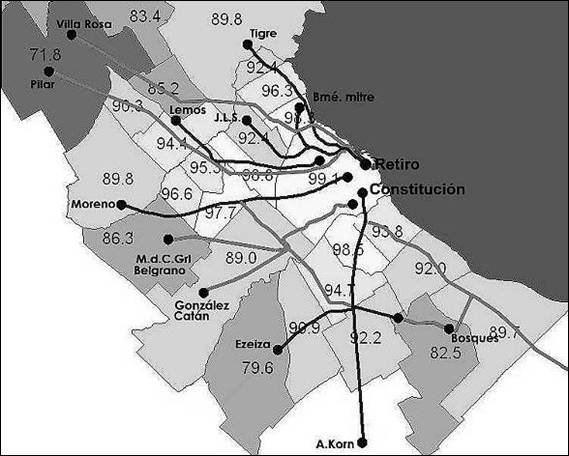 83.4
89.8
Villa Rosa
Tigre
71.8
Pilar
92.4
85.2
96.3
Bmé. mitre
90.3
Lemos
J.L.S.
98.3
94.4
92.4
95.3
98.8
Retiro
89.8
96.6
99.1
Constitución
Moreno
97.7
93.8
86.3
M.d.C.Grl
Belgrano
89.0
98.6
92.0
González
Catán
94.7
90.9
92.2
89.7
Ezeiza
Bosques
79.6
82.5
A.Korn